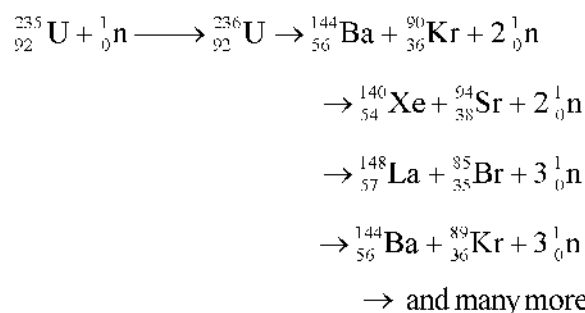 ²³⁵₉₂U + ¹₀n ⟶ ²³⁶₉₂U → ¹⁴⁴₅₆Ba + ⁹⁰₃₆Kr + 2 ¹₀n
→ ¹⁴⁰₅₄Xe + ⁹⁴₃₈Sr + 2 ¹₀n
→ ¹⁴⁸₅₇La + ⁸⁵₃₅Br + 3 ¹₀n
→ ¹⁴⁴₅₆Ba + ⁸⁹₃₆Kr + 3 ¹₀n
→ and many more